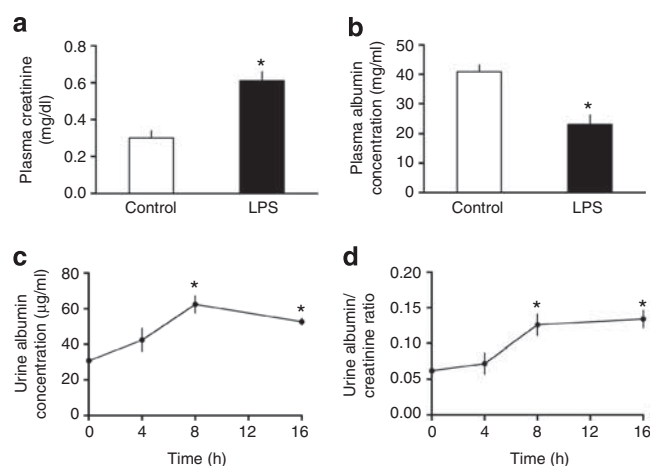 a
Plasma creatinine
(mg/dl)
0.8
0.6
0.4
0.2
0.0
*
Control
LPS
b
Plasma albumin
concentration (mg/ml)
50
40
30
20
10
0
*
Control
LPS
c
Urine albumin
concentration (µg/ml)
80
60
40
20
0
*
*
0
4
8
12
16
Time (h)
d
Urine albumin/
creatinine ratio
0.20
0.15
0.10
0.05
0.00
*
*
0
4
8
12
16
Time (h)